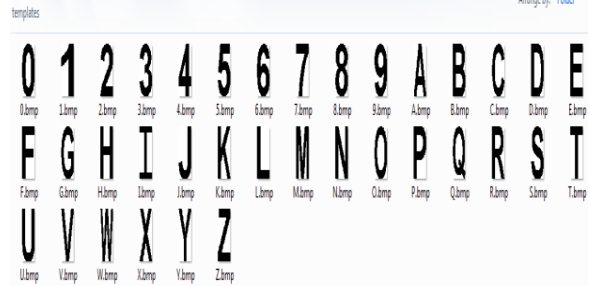 Arrange by: Folder
templates
0 1 2 3 4 5 6 7 8 9 A B C D E
0.bmp 1.bmp 2.bmp 3.bmp 4.bmp 5.bmp 6.bmp 7.bmp 8.bmp 9.bmp A.bmp B.bmp C.bmp D.bmp E.bmp
F G H I J K L M N O P Q R S T
F.bmp G.bmp H.bmp I.bmp J.bmp K.bmp L.bmp M.bmp N.bmp O.bmp P.bmp Q.bmp R.bmp S.bmp T.bmp
U V W X Y Z
U.bmp V.bmp W.bmp X.bmp Y.bmp Z.bmp